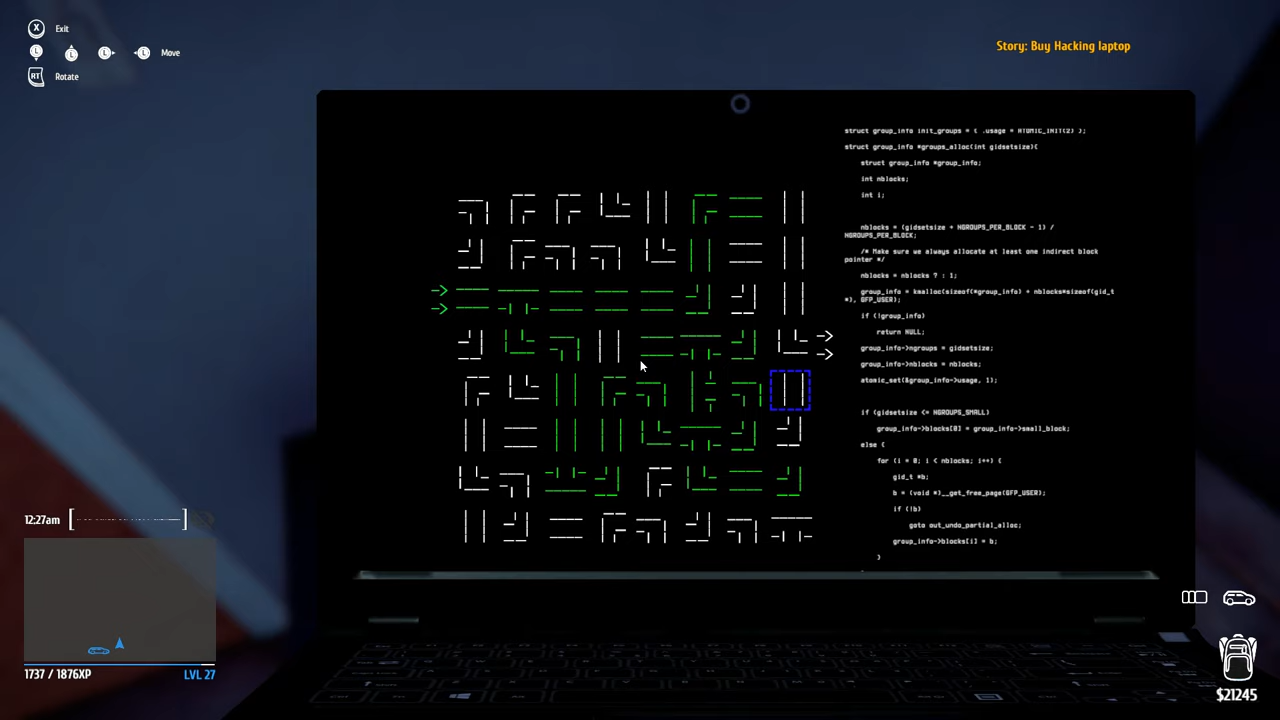 X Exit
L L L L Move
RT Rotate
Story: Buy Hacking laptop
struct group_info init_groups = { .usage = ATOMIC_INIT(2) };
struct group_info *groups_alloc(int gidsetsize){
struct group_info *group_info;
int nblocks;
int i;
nblocks = (gidsetsize + NGROUPS_PER_BLOCK - 1) /
NGROUPS_PER_BLOCK;
/* Make sure we always allocate at least one indirect block
pointer */
nblocks = nblocks ? : 1;
group_info = kmalloc(sizeof(*group_info) + nblocks*sizeof(gid_t
*), GFP_USER);
if (!group_info)
return NULL;
group_info->ngroups = gidsetsize;
group_info->nblocks = nblocks;
atomic_set(&group_info->usage, 1);
if (gidsetsize <= NGROUPS_SMALL)
group_info->blocks[0] = group_info->small_block;
else {
for (i = 0; i < nblocks; i++) {
gid_t *b;
b = (void *)__get_free_page(GFP_USER);
if (!b)
goto out_undo_partial_alloc;
group_info->blocks[i] = b;
}
12:27am
1737 / 1876XP LVL 27
$21245